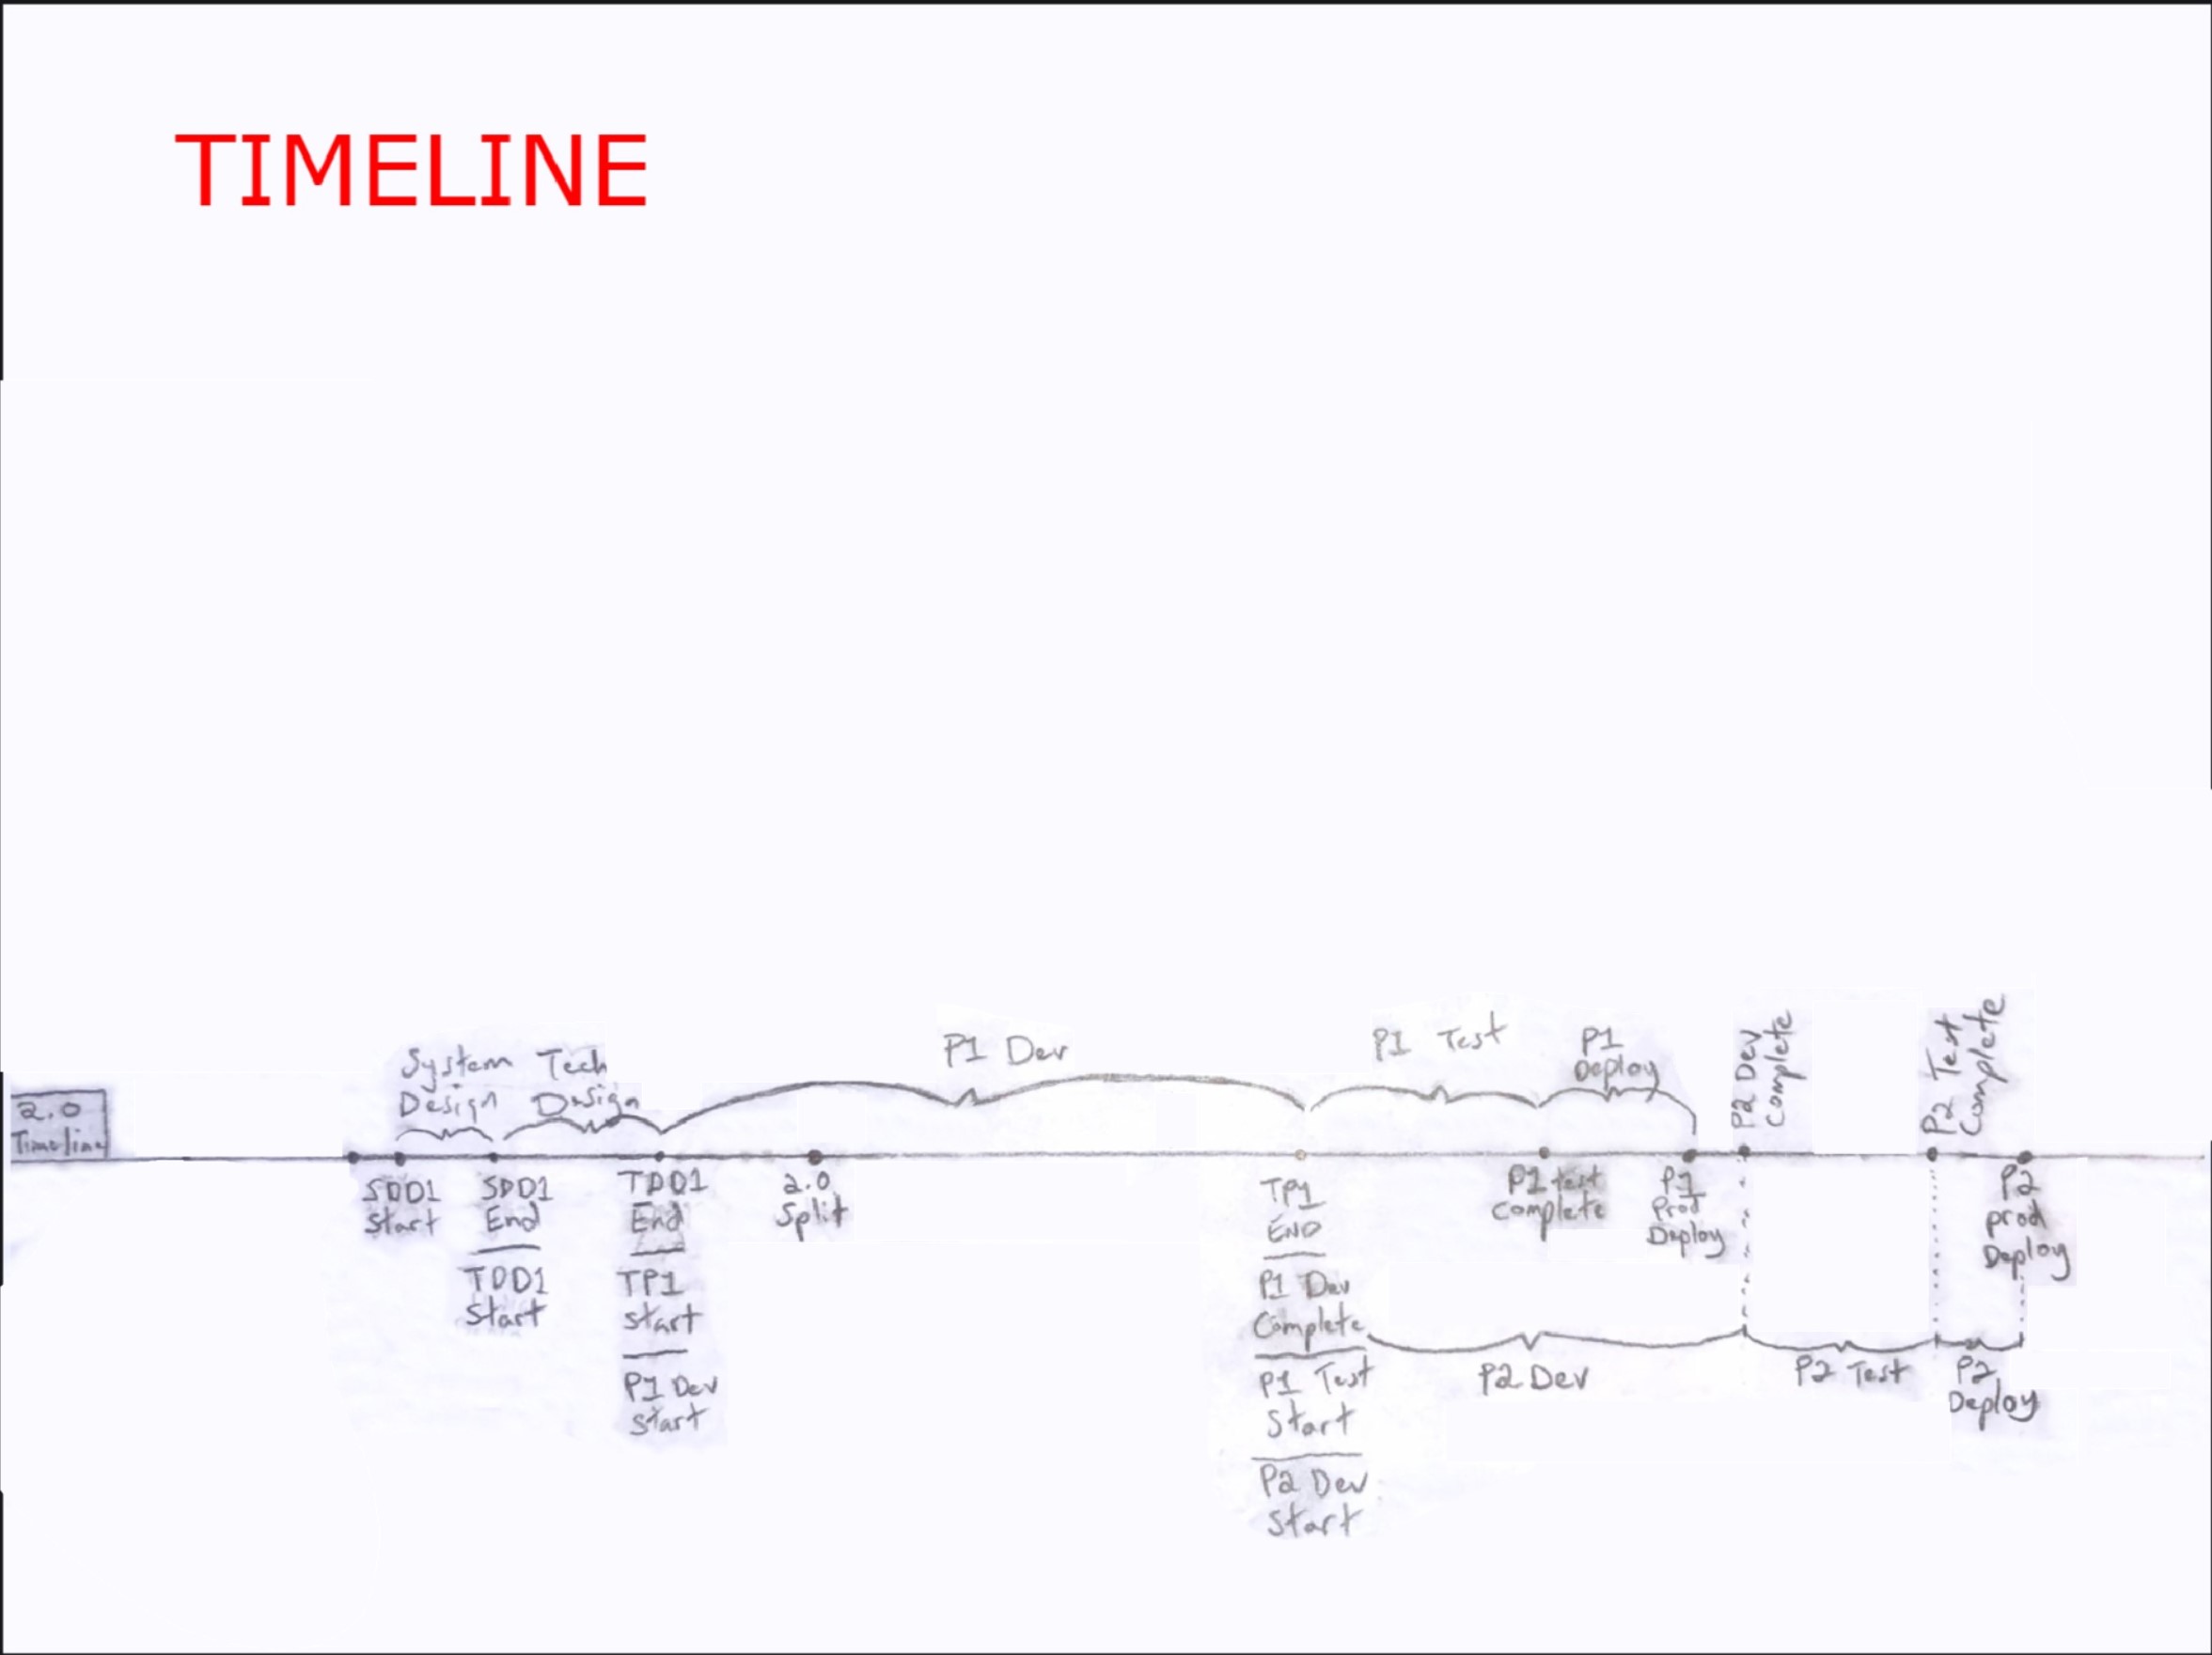 TIMELINE
2.0
Timeline
System
Design
Tech
Design
P1 Dev
P1 Test
P1
Deploy
P2 Dev
Complete
P2 Test
Complete
SDD1
Start
SDD1
End
TDD1
Start
TDD1
End
TP1
Start
P1 Dev
Start
2.0
Split
TP1
END
P1 Dev
Complete
P1 Test
Start
P2 Dev
Start
P1 test
Complete
P1
Prod
Deploy
P2
prod
Deploy
P2 Dev
P2 Test
P2
Deploy